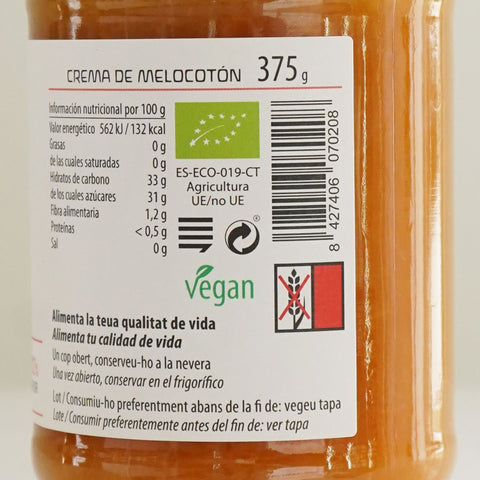 CREMA DE MELOCOTÓN 375 g
Información nutricional por 100 g
Valor energético 562 kJ / 132 kcal
Grasas 0 g
de las cuales saturadas 0 g
Hidratos de carbono 33 g
de los cuales azúcares 31 g
Fibra alimentaria 1,2 g
Proteínas < 0,5 g
Sal 0 g
ES-ECO-019-CT
Agricultura
UE/no UE
®
Vegan
8 427406 070208
Alimenta la teua qualitat de vida
Alimenta tu calidad de vida
Un cop obert, conserveu-ho a la nevera
Una vez abierto, conservar en el frigorífico
Lot / Consumiu-ho preferentment abans de la fi de: vegeu tapa
Lote / Consumir preferentemente antes del fin de: ver tapa